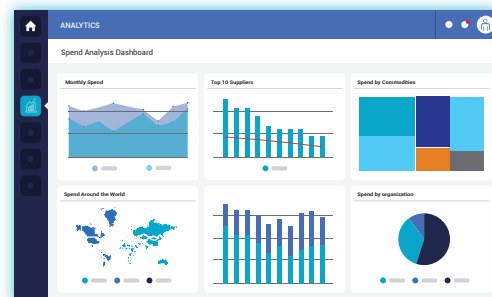 ANALYTICS
Spend Analysis Dashboard
Monthly Spend
Top 10 Suppliers
Spend by Commodities
Spend Around the World
Spend by organization